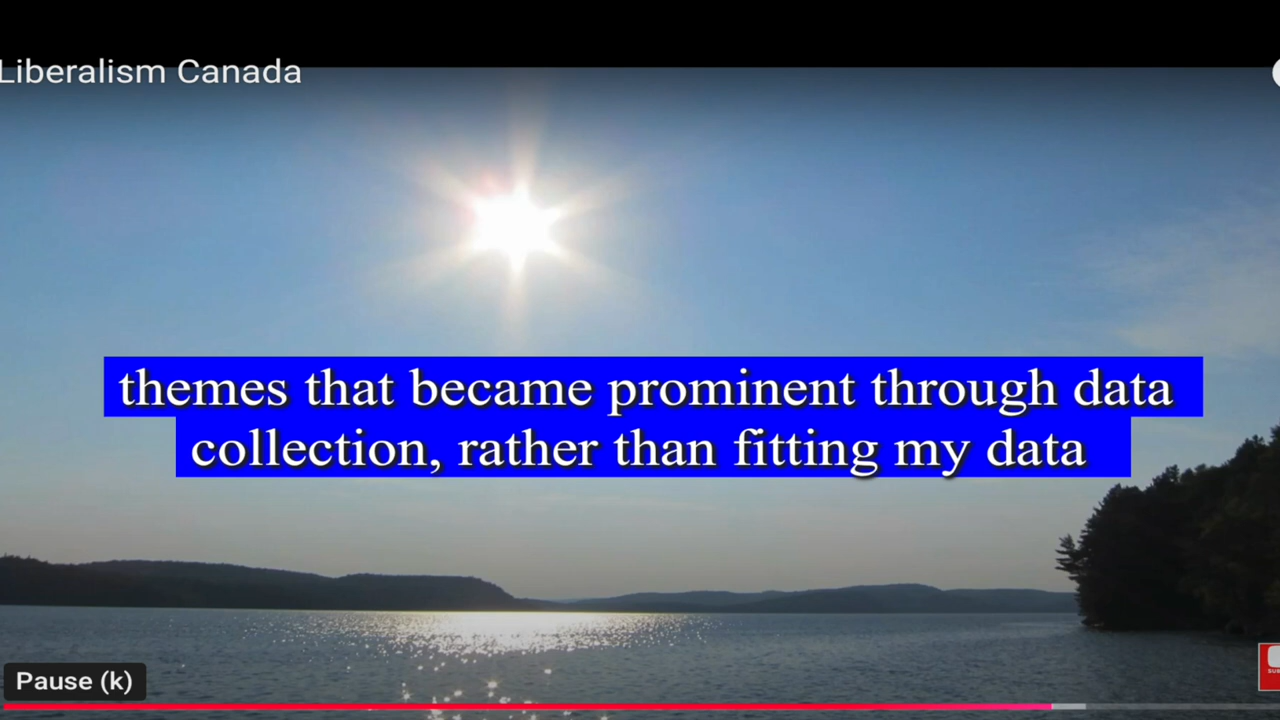 Liberalism Canada
themes that became prominent through data
collection, rather than fitting my data
Pause (k)